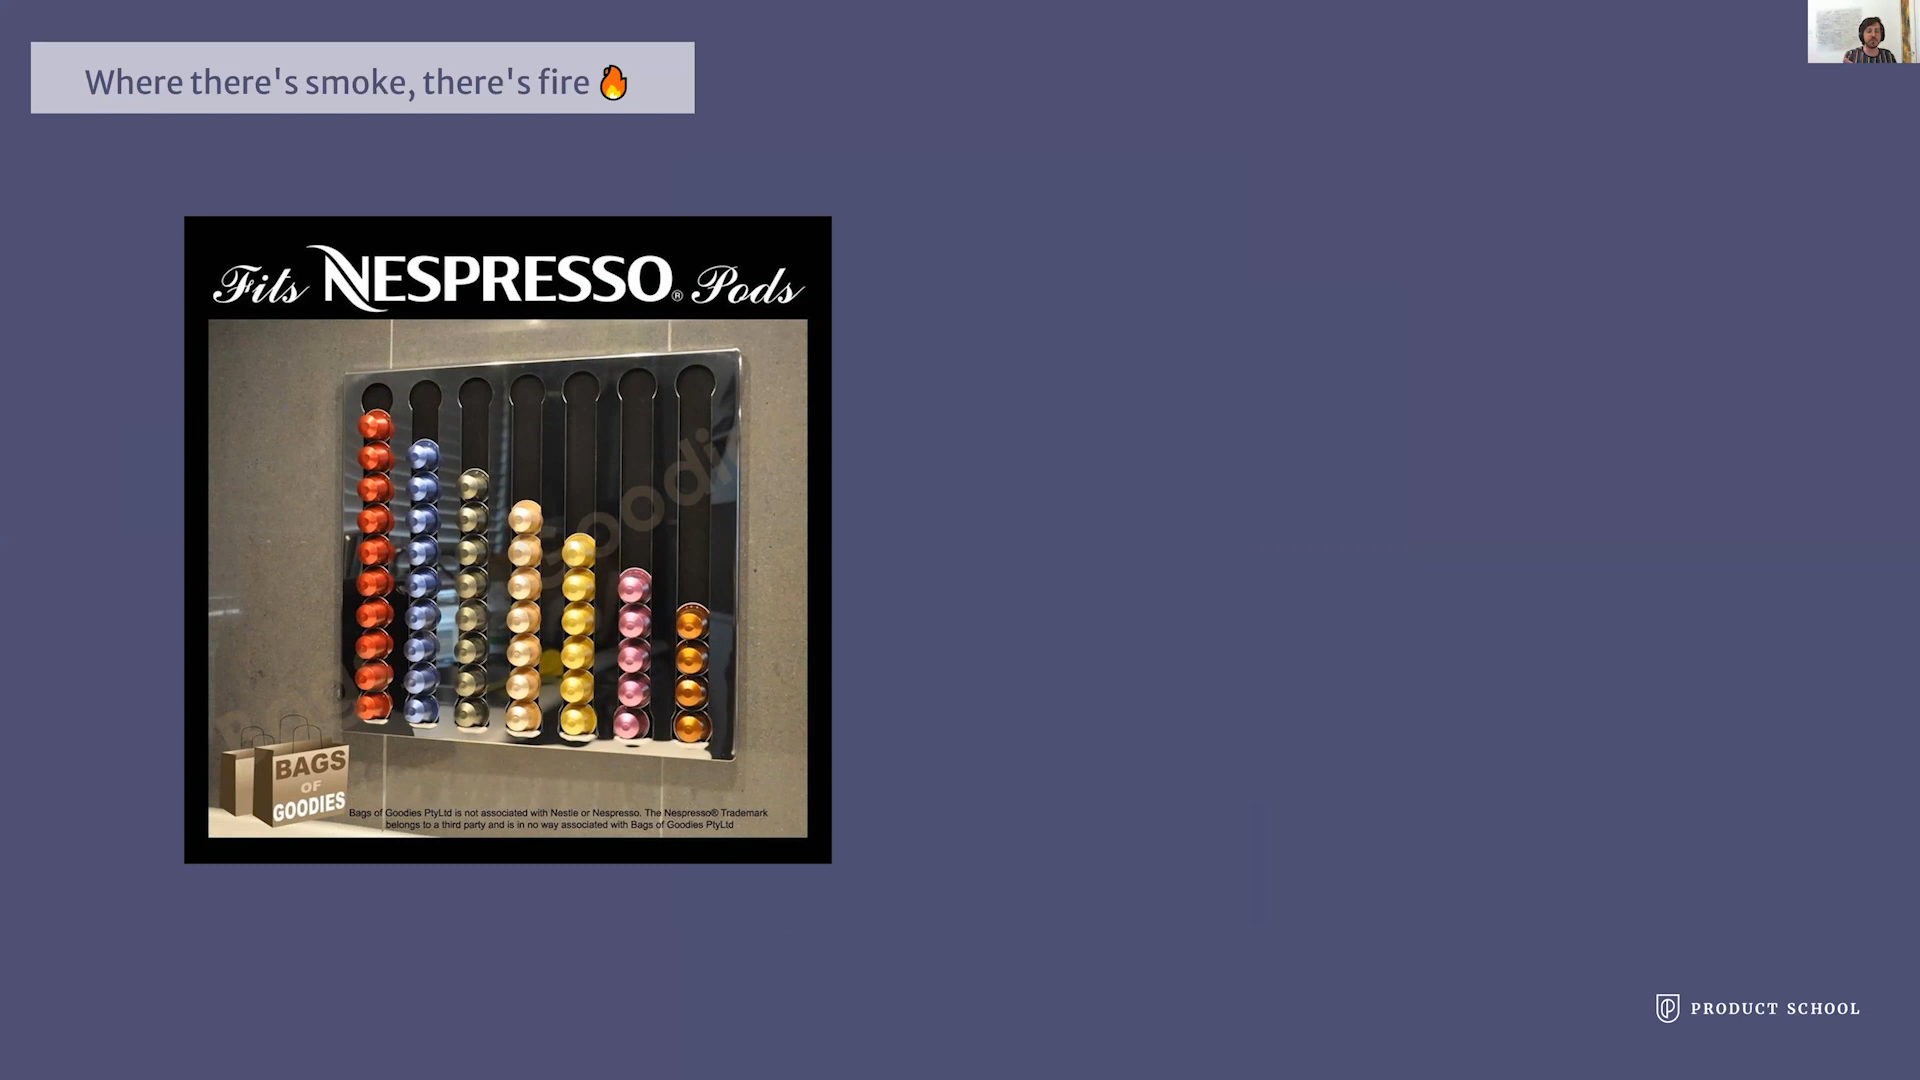 Where there's smoke, there's fire 🔥
Fits NESPRESSO® Pods
Goodi
BAGS
OF
GOODIES
Bags of Goodies PtyLtd is not associated with Nestle or Nespresso. The Nespresso® Trademark
belongs to a third party and is in no way associated with Bags of Goodies PtyLtd
PRODUCT SCHOOL